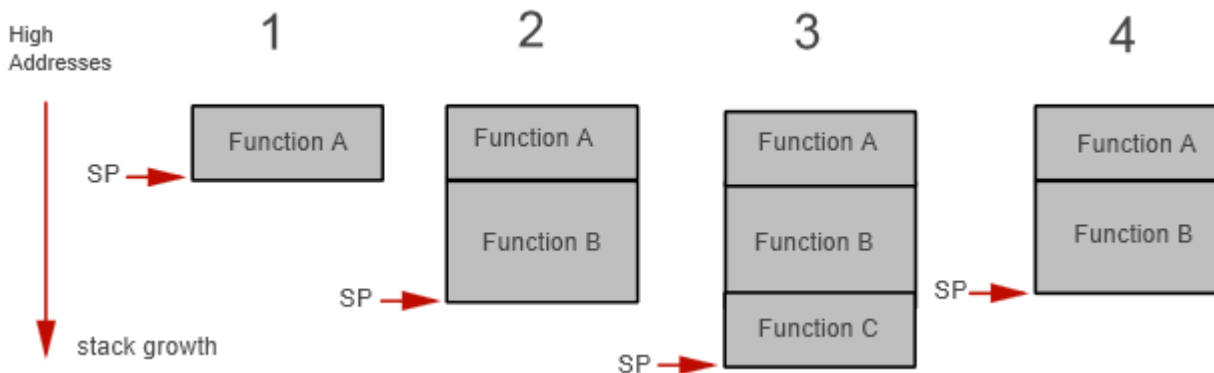 High
Addresses
1
2
3
4
Function A
Function A
Function A
Function A
SP
Function B
Function B
Function B
SP
SP
Function C
stack growth
SP